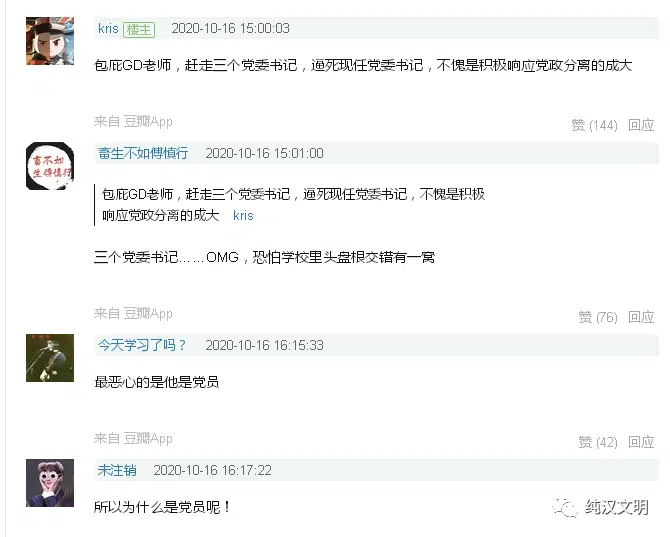 kris 楼主 2020-10-16 15:00:03
包庇GD老师，赶走三个党委书记，逼死现任党委书记，不愧是积极响应党政分离的成大
来自 豆瓣App
赞 (144) 回应
畜不如
生傅慎行
畜生不如傅慎行 2020-10-16 15:01:00
包庇GD老师，赶走三个党委书记，逼死现任党委书记，不愧是积极
响应党政分离的成大 kris
三个党委书记……OMG，恐怕学校里头盘根交错有一窝
来自 豆瓣App
赞 (76) 回应
今天学习了吗？ 2020-10-16 16:15:33
最恶心的是他是党员
来自 豆瓣App
赞 (42) 回应
未注销 2020-10-16 16:17:22
所以为什么是党员呢！
纯汉文明